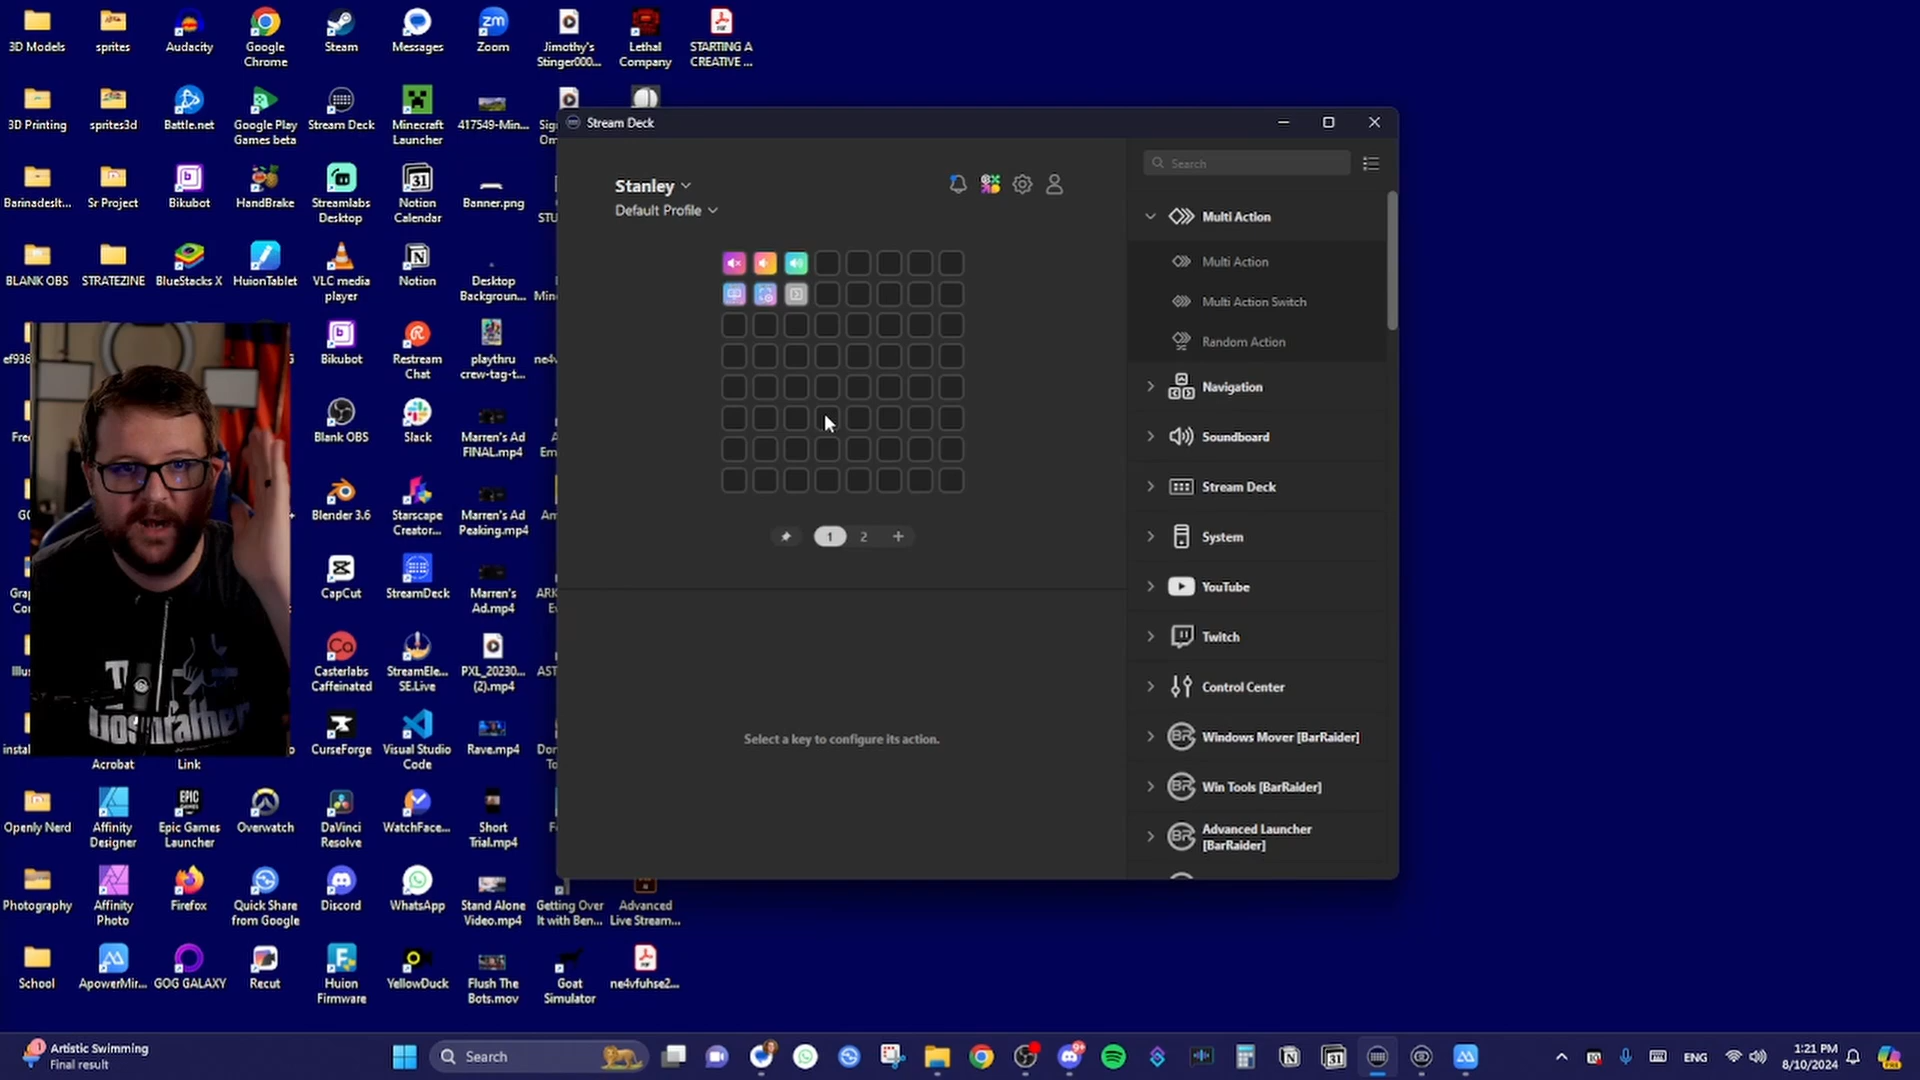 3D Models
sprites
Audacity
Google
Chrome
Steam
Messages
zm
Zoom
Jimothy's
Stinger000...
Lethal
Company
STARTING A
CREATIVE ...
3D Printing
sprites3d
Battle.net
Google Play
Games beta
Stream Deck
Minecraft
Launcher
417549-Min...
BarinadesIt...
Sr Project
Bikubot
HandBrake
Streamlabs
Desktop
31
Notion
Calendar
Banner.png
BLANK OBS
STRATEZINE
BlueStacks X
HuionTablet
VLC media
player
Notion
Desktop
Background...
Bikubot
Restream
Chat
playthru
crew-tag-t...
Blank OBS
Slack
Marren's Ad
FINAL.mp4
Blender 3.6
Starscape
Creator...
Marren's Ad
Peaking.mp4
CapCut
StreamDeck
Marren's
Ad.mp4
Casterlabs
Caffeinated
StreamEle...
SE.Live
PXL_20230...
(2).mp4
instal
Acrobat
Link
CurseForge
Visual Studio
Code
Rave.mp4
Openly Nerd
Affinity
Designer
EPIC
GAMES
Epic Games
Launcher
Overwatch
DaVinci
Resolve
WatchFace...
Short
Trial.mp4
Photography
Affinity
Photo
Firefox
Quick Share
from Google
Discord
WhatsApp
Stand Alone
Video.mp4
Getting Over
It with Ben...
Advanced
Live Stream...
School
ApowerMir...
GOG GALAXY
Recut
Huion
Firmware
YellowDuck
Flush The
Bots.mov
Goat
Simulator
ne4vfuhse2...
Stream Deck
Stanley
Default Profile
1
2
+
Select a key to configure its action.
Search
Multi Action
Multi Action
Multi Action Switch
Random Action
Navigation
Soundboard
Stream Deck
System
YouTube
Twitch
Control Center
Windows Mover [BarRaider]
Win Tools [BarRaider]
Advanced Launcher
[BarRaider]
Artistic Swimming
Final result
Search
ENG
1:21 PM
8/10/2024